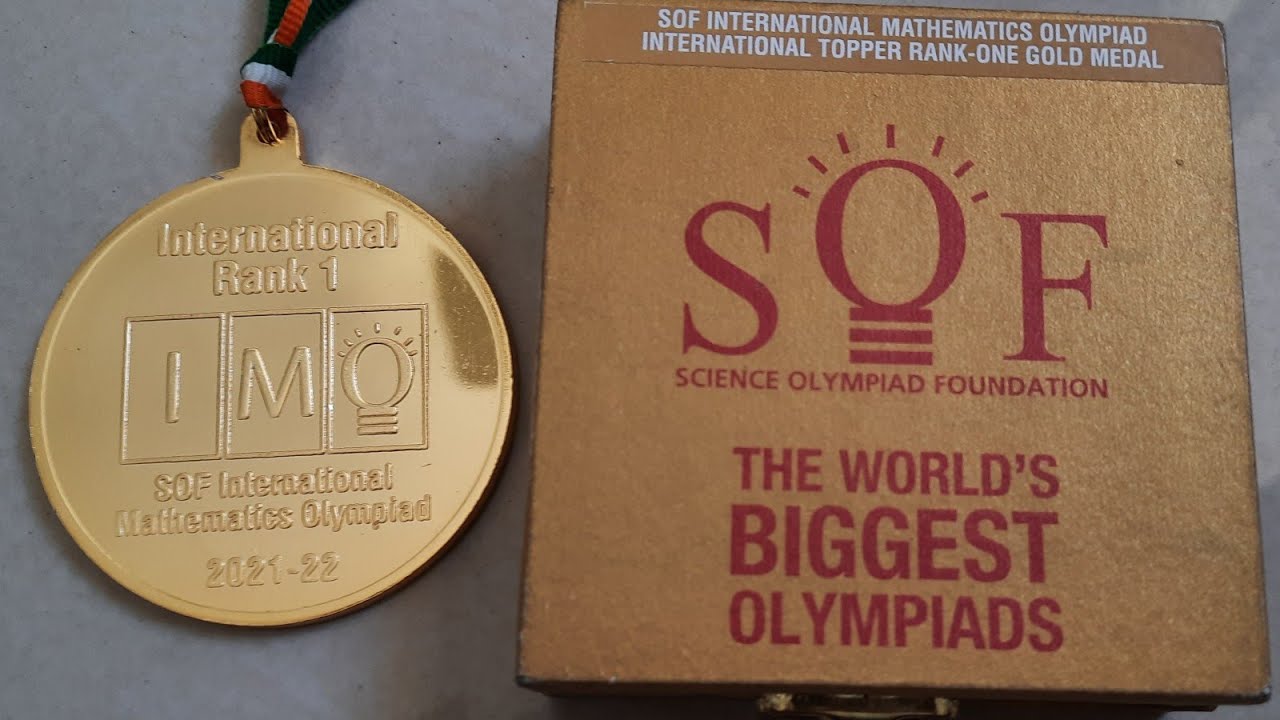 International
Rank 1
IMO
SOF International
Mathematics Olympiad
2021-22
SOF INTERNATIONAL MATHEMATICS OLYMPIAD
INTERNATIONAL TOPPER RANK-ONE GOLD MEDAL
SOF
SCIENCE OLYMPIAD FOUNDATION
THE WORLD'S
BIGGEST
OLYMPIADS